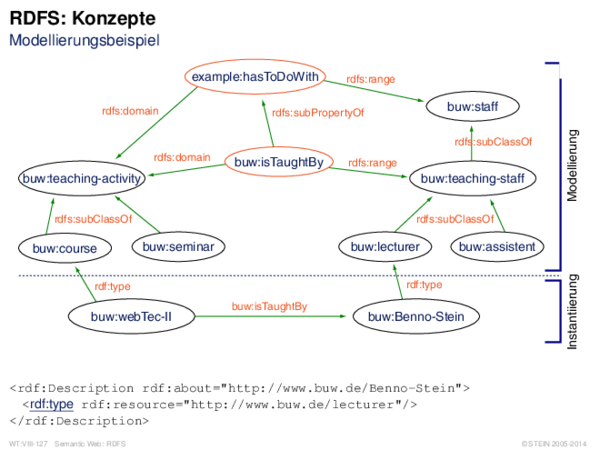 RDFS: Konzepte
Modellierungsbeispiel
example:hasToDoWith
rdfs:range
buw:staff
rdfs:domain
rdfs:subPropertyOf
rdfs:subClassOf
rdfs:domain
buw:isTaughtBy
rdfs:range
buw:teaching-activity
buw:teaching-staff
rdfs:subClassOf
rdfs:subClassOf
buw:course
buw:seminar
buw:lecturer
buw:assistent
Modellierung
rdf:type
rdf:type
buw:isTaughtBy
buw:webTec-II
buw:Benno-Stein
Instantiierung
<rdf:Description rdf:about="http://www.buw.de/Benno-Stein">
<rdf:type rdf:resource="http://www.buw.de/lecturer"/>
</rdf:Description>
WT:VIII-127 Semantic Web: RDFS
© STEIN 2005-2014